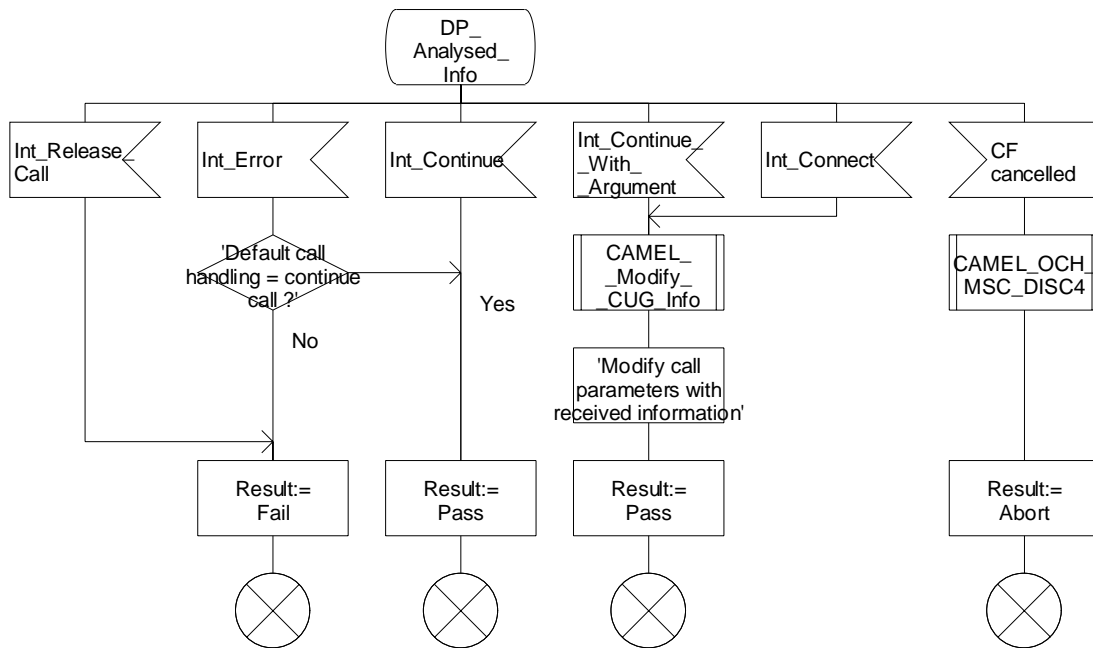 DP_
Analysed_
Info
Int_Release_
Call
Int_Error
Int_Continue
Int_Continue_
_With_
_Argument
Int_Connect
CF
cancelled
'Default call
handling = continue
call ?'
Yes
No
CAMEL_
_Modify_
_CUG_Info
CAMEL_OCH_
MSC_DISC4
'Modify call
parameters with
received information'
Result:=
Fail
Result:=
Pass
Result:=
Pass
Result:=
Abort